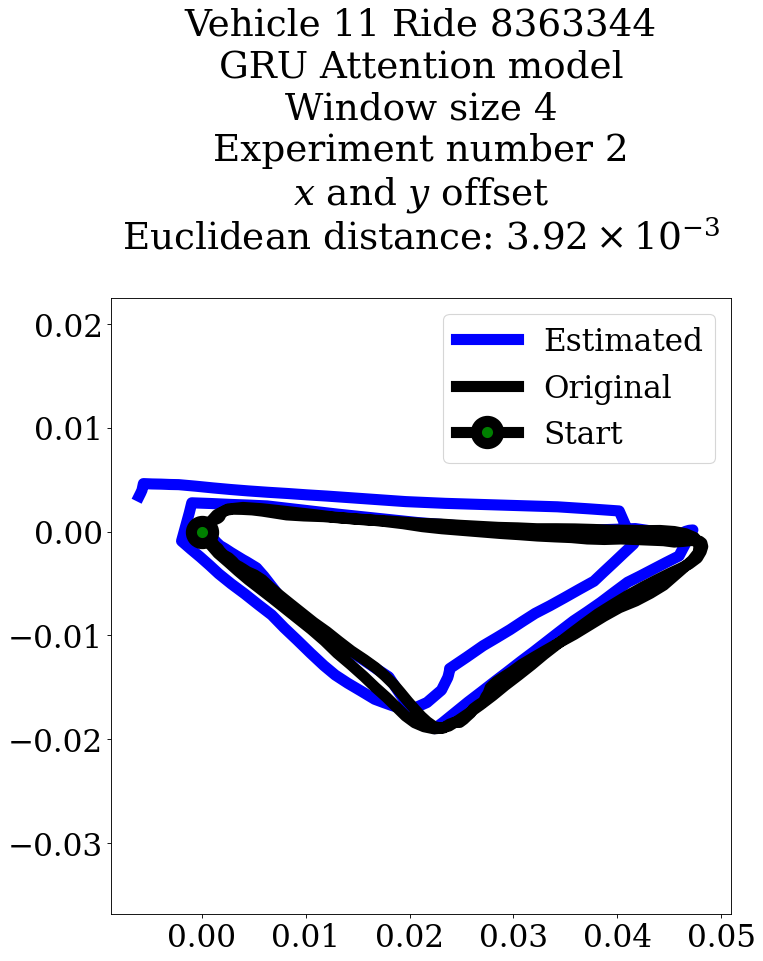 Vehicle 11 Ride 8363344
GRU Attention model
Window size 4
Experiment number 2
x and y offset
Euclidean distance: 3.92 × 10⁻³
Estimated
Original
Start
0.02
0.01
0.00
−0.01
−0.02
−0.03
0.00 0.01 0.02 0.03 0.04 0.05